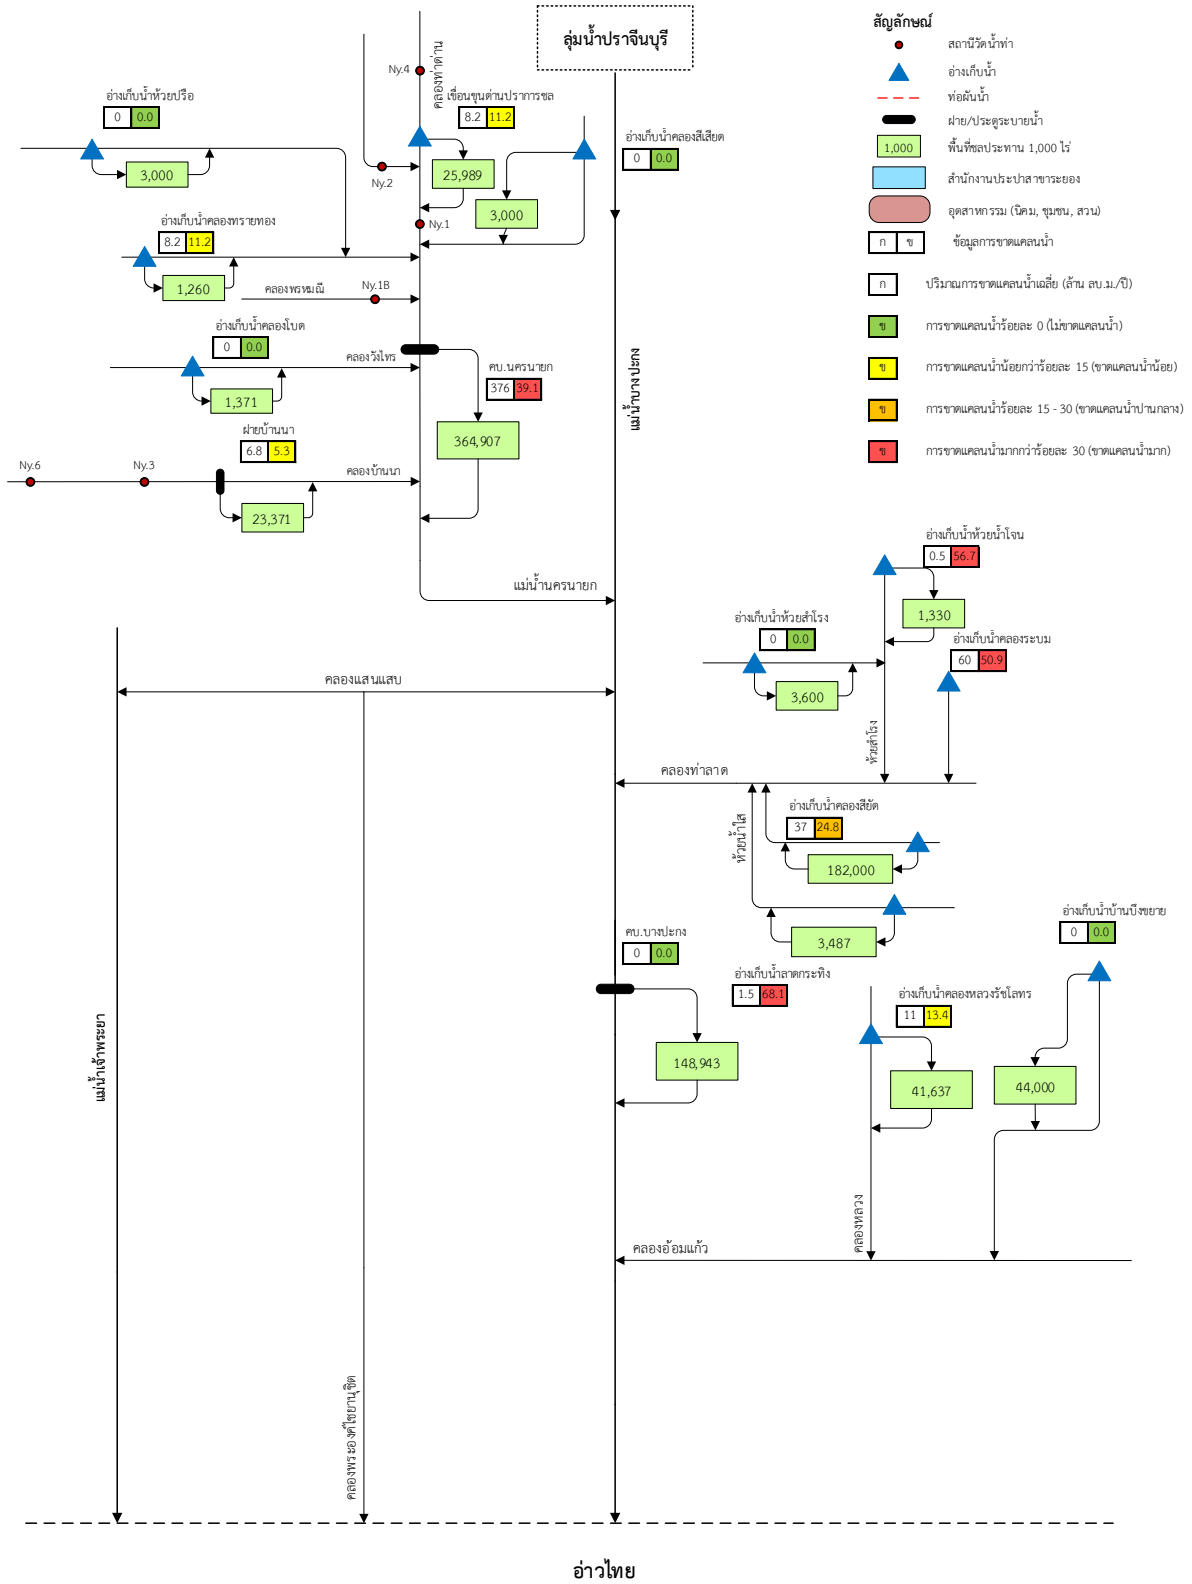 ลุ่มน้ำปราจีนบุรี
สัญลักษณ์
สถานีวัดน้ำท่า
อ่างเก็บน้ำ
ท่อผันน้ำ
ฝาย/ประตูระบายน้ำ
1,000 พื้นที่ชลประทาน 1,000 ไร่
สำนักงานประปาสาขาระยอง
อุตสาหกรรม (นิคม, ชุมชน, สวน)
ก ข ข้อมูลการขาดแคลนน้ำ
ก ปริมาณการขาดแคลนน้ำเฉลี่ย (ล้าน ลบ.ม./ปี)
ข การขาดแคลนน้ำร้อยละ 0 (ไม่ขาดแคลนน้ำ)
ข การขาดแคลนน้ำน้อยกว่าร้อยละ 15 (ขาดแคลนน้ำน้อย)
ข การขาดแคลนน้ำร้อยละ 15 - 30 (ขาดแคลนน้ำปานกลาง)
ข การขาดแคลนน้ำมากกว่าร้อยละ 30 (ขาดแคลนน้ำมาก)
คลองท่าด่าน
Ny.4
อ่างเก็บน้ำห้วยปรือ
0 0.0
3,000
เขื่อนขุนด่านปราการชล
8.2 11.2
25,989
Ny.2
Ny.1
อ่างเก็บน้ำคลองสีเสียด
0 0.0
3,000
อ่างเก็บน้ำคลองทรายทอง
8.2 11.2
1,260
คลองพรหมณี
Ny.1B
อ่างเก็บน้ำคลองโบด
0 0.0
1,371
คลองวังไทร
คบ.นครนายก
376 39.1
364,907
แม่น้ำบางปะกง
ฝายบ้านนา
6.8 5.3
23,371
Ny.6
Ny.3
คลองบ้านนา
แม่น้ำนครนายก
อ่างเก็บน้ำห้วยน้ำโจน
0.5 56.7
1,330
อ่างเก็บน้ำห้วยสำโรง
0 0.0
3,600
อ่างเก็บน้ำคลองระบม
60 50.9
ห้วยสำโรง
คลองแสนแสบ
คลองท่าลาด
อ่างเก็บน้ำคลองสียัด
37 24.8
182,000
ห้วยน้ำใส
3,487
คบ.บางปะกง
0 0.0
148,943
อ่างเก็บน้ำลาดกระทิง
1.5 68.1
อ่างเก็บน้ำบ้านบึงขยาย
0 0.0
44,000
อ่างเก็บน้ำคลองหลวงรัชโลทร
11 13.4
41,637
แม่น้ำเจ้าพระยา
คลองหลวง
คลองอ้อมแก้ว
คลองพระองค์ไชยานุชิต
อ่าวไทย